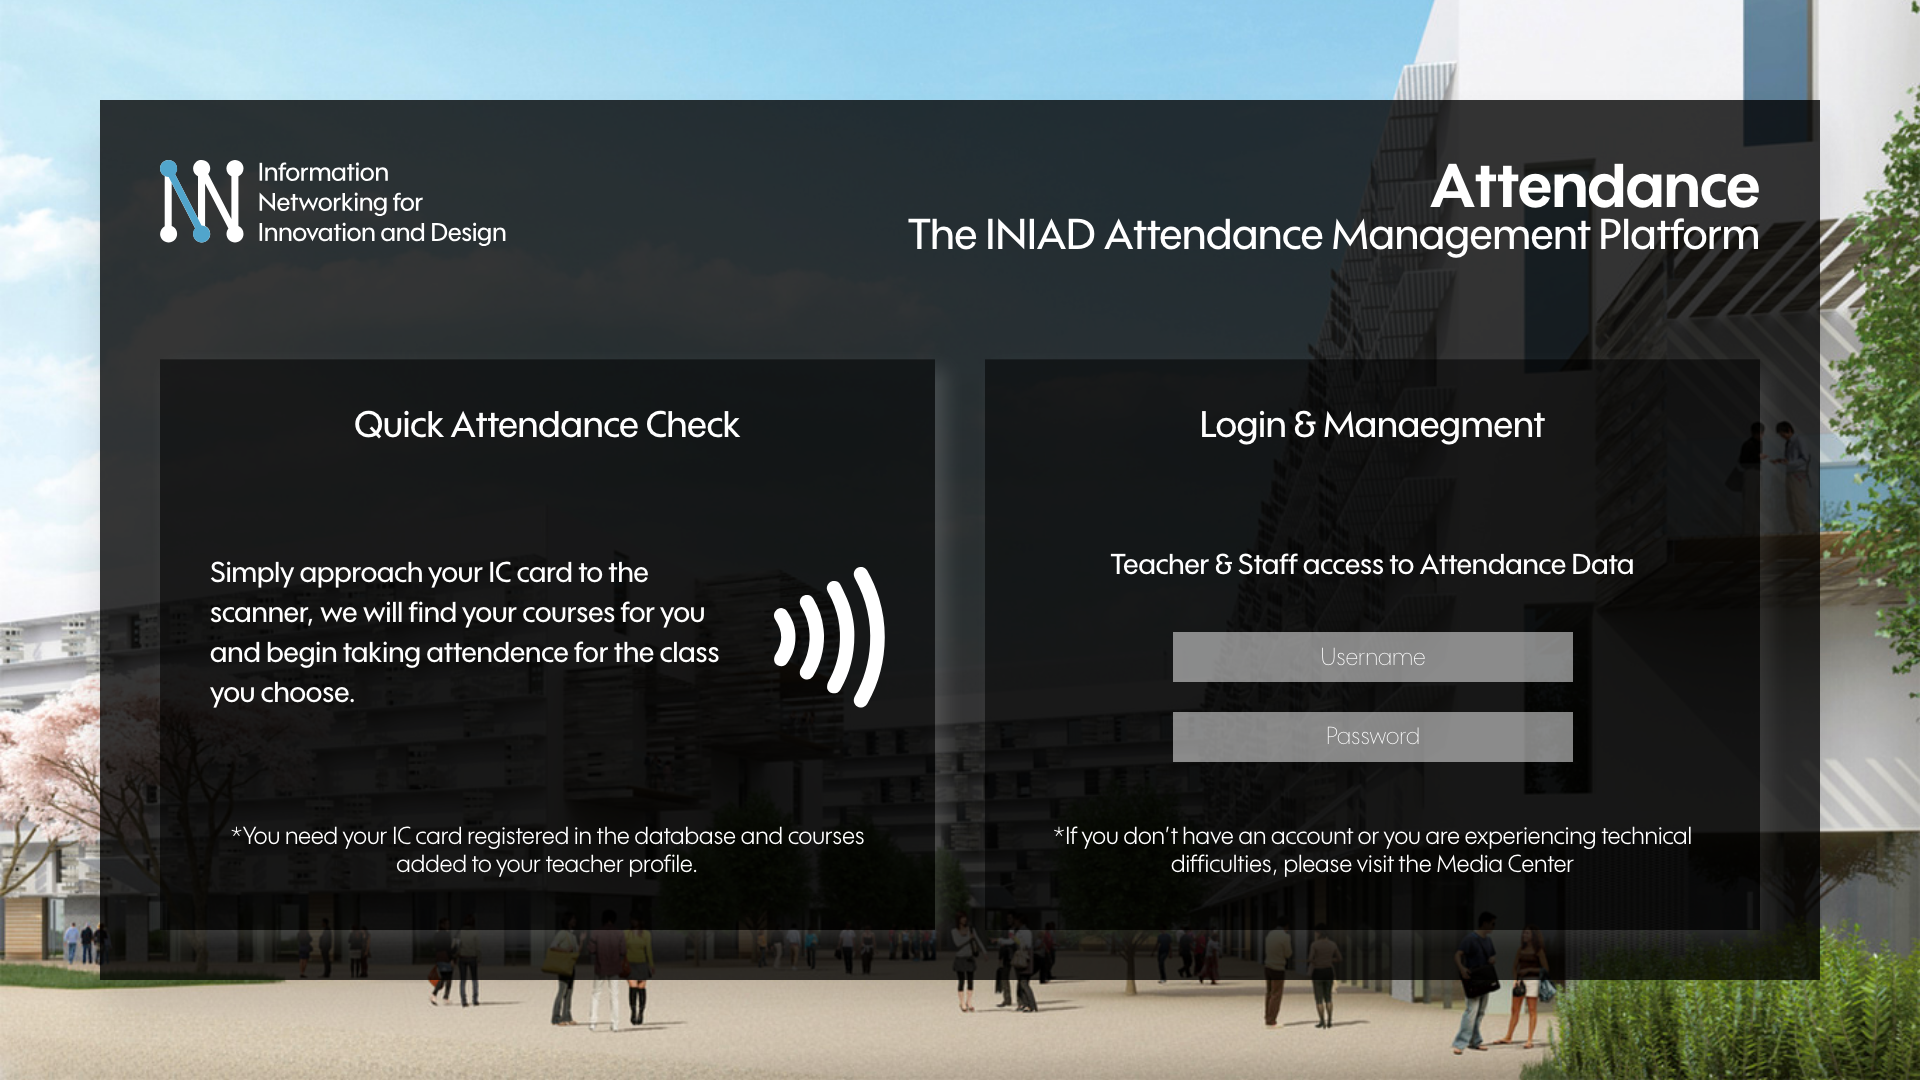 Information
Networking for
Innovation and Design
Attendance
The INIAD Attendance Management Platform
Quick Attendance Check
Simply approach your IC card to the
scanner, we will find your courses for you
and begin taking attendence for the class
you choose.
*You need your IC card registered in the database and courses
added to your teacher profile.
Login & Manaegment
Teacher & Staff access to Attendance Data
Username
Password
*If you don't have an account or you are experiencing technical
difficulties, please visit the Media Center